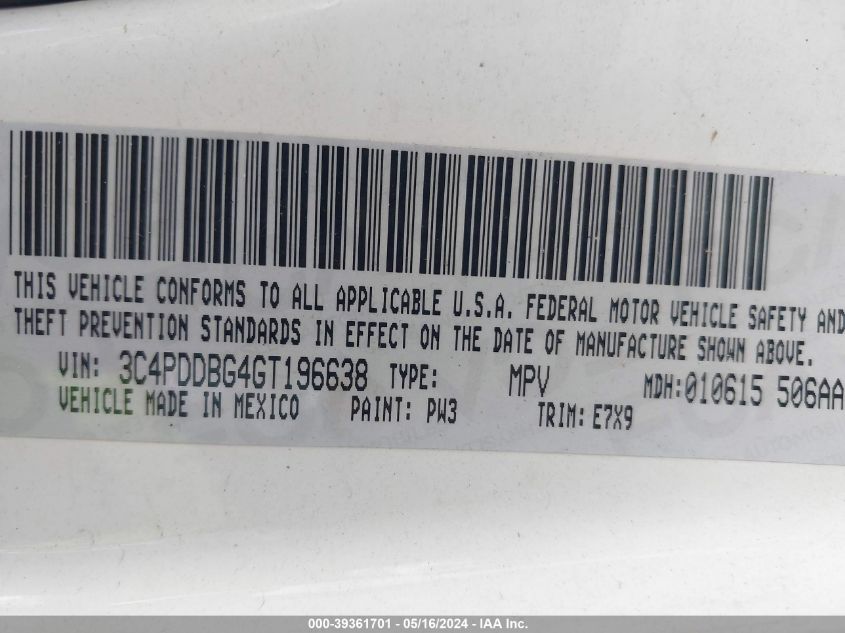 THIS VEHICLE CONFORMS TO ALL APPLICABLE U.S.A. FEDERAL MOTOR VEHICLE SAFETY AND
THEFT PREVENTION STANDARDS IN EFFECT ON THE DATE OF MANUFACTURE SHOWN ABOVE.
VIN: 3C4PDDBG4GT196638 TYPE: MPV MDH:010615 506AA
VEHICLE MADE IN MEXICO PAINT: PW3 TRIM: E7X9
000-39361701 - 05/16/2024 - IAA Inc.